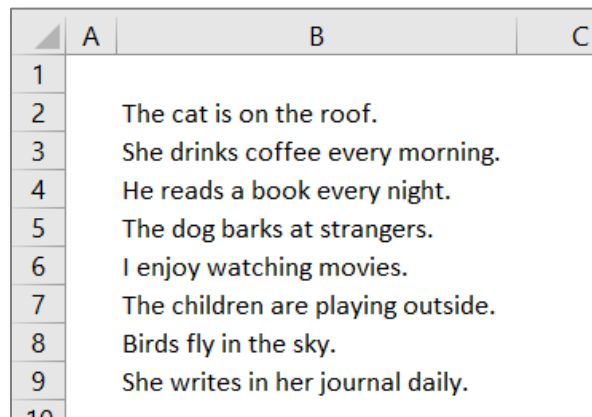 A B C
1
2 The cat is on the roof.
3 She drinks coffee every morning.
4 He reads a book every night.
5 The dog barks at strangers.
6 I enjoy watching movies.
7 The children are playing outside.
8 Birds fly in the sky.
9 She writes in her journal daily.
10